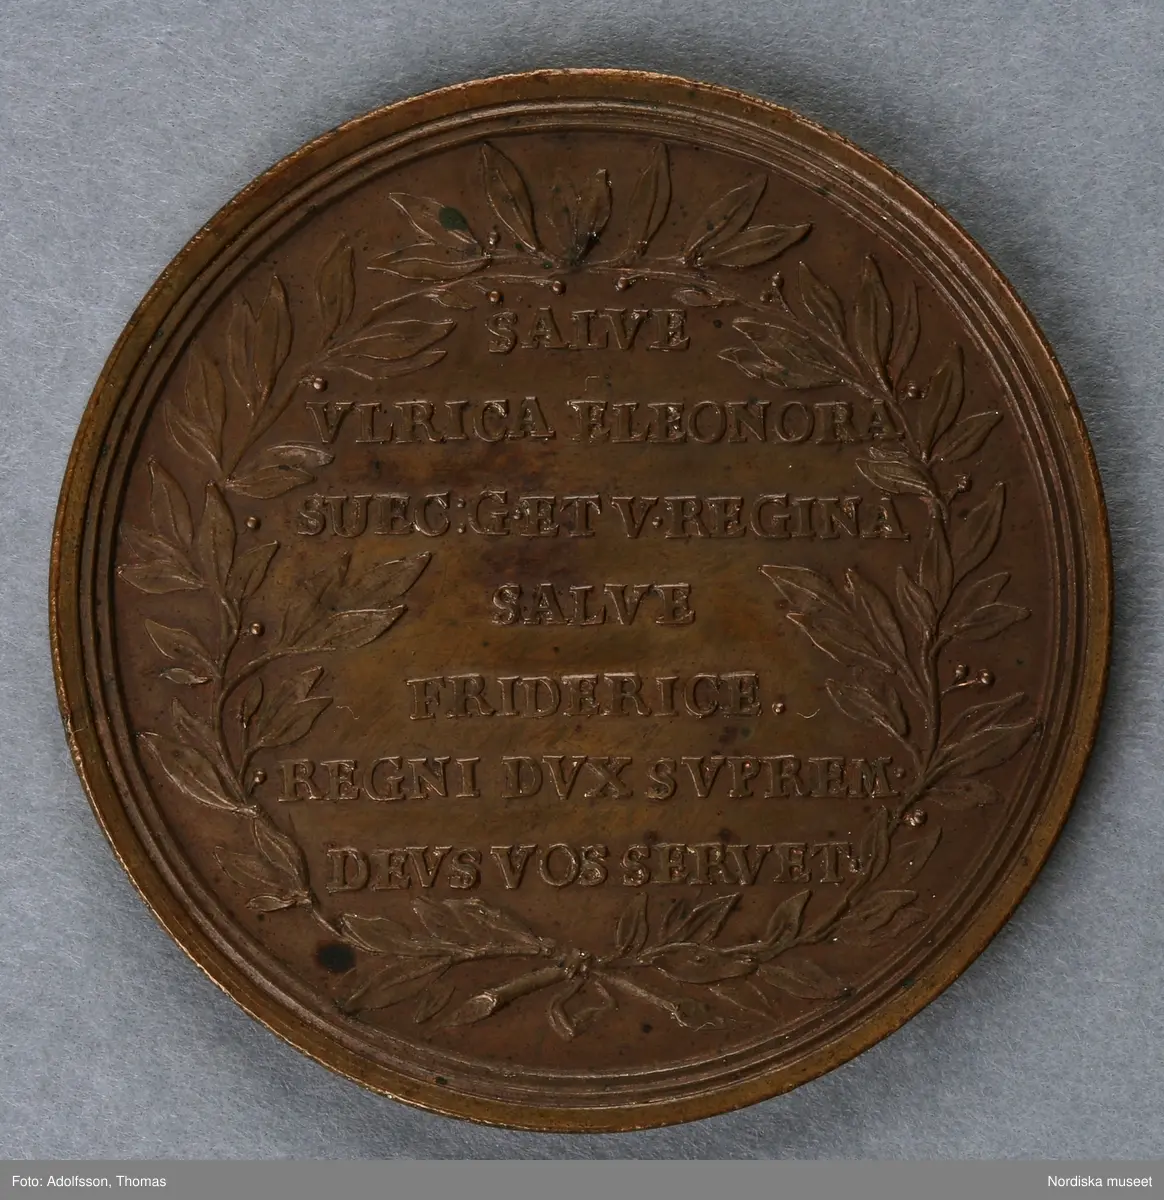 SALVE
VLRICA ELEONORA
SUEC:G·ET V·REGINA
SALVE
FRIDERICE.
REGNI DVX SVPREM·
DEVS VOS SERVET·
Foto: Adolfsson, Thomas
Nordiska museet